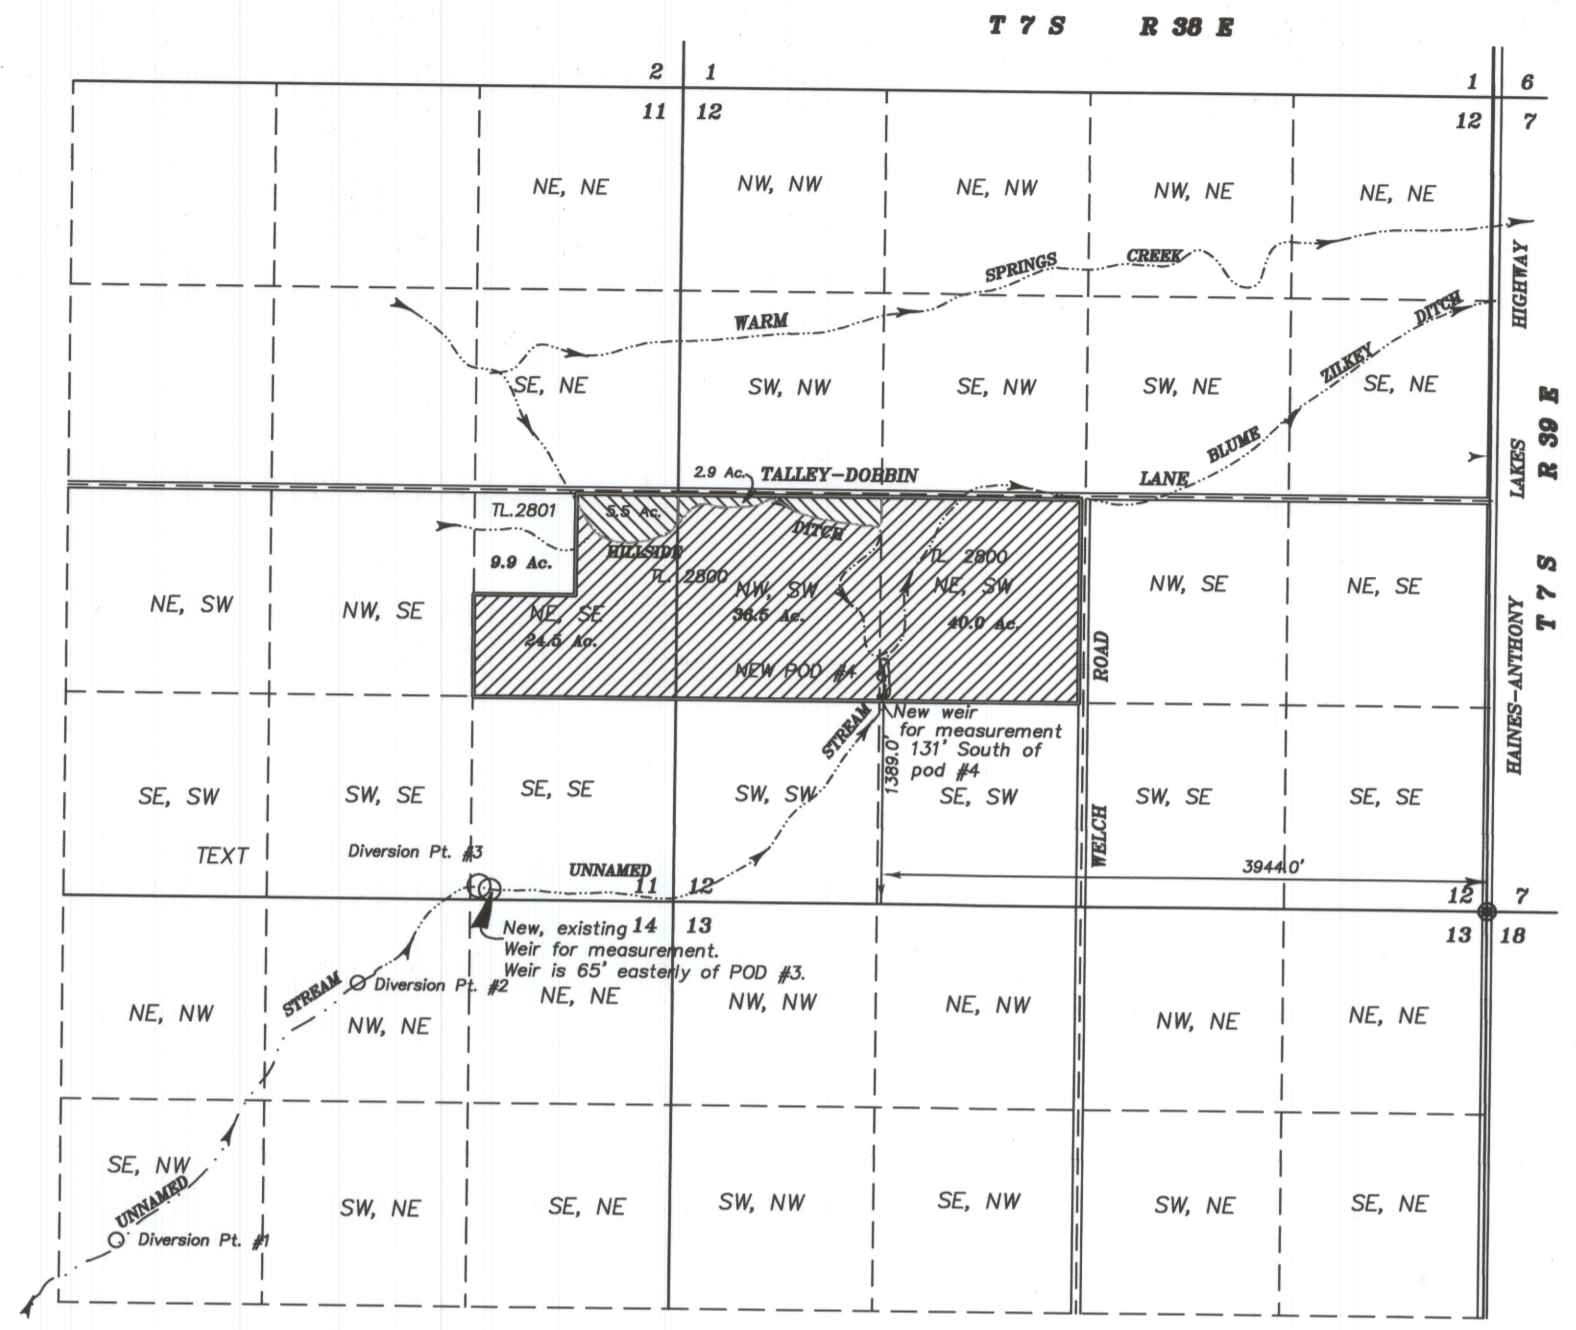 T 7 S R 38 E
2 1
1 6
11 12
12 7
NE, NE
NW, NW
NE, NW
NW, NE
NE, NE
SPRINGS
CREEK
HIGHWAY
WARM
DITCH
ZILKEY
SE, NE
SW, NW
SE, NW
SW, NE
SE, NE
BLUME
R 39 E
LAKES
2.9 Ac.
TALLEY-DOBBIN
LANE
TL.2801
5.5 Ac.
DITCH
9.9 Ac.
HILLSIDE
TL. 2800
TL 2800
NE, SW
NW, SE
NE, SE
24.5 Ac.
NW, SW
36.5 Ac.
NE, SW
40.0 Ac.
NW, SE
NE, SE
T 7 S
HAINES-ANTHONY
NEW POD #4
ROAD
STREAM
New weir
for measurement
131' South of
pod #4
1389.0'
SE, SW
SW, SE
SE, SE
SW, SW
SE, SW
SW, SE
SE, SE
WELCH
TEXT
Diversion Pt. #3
UNNAMED
11 12
3944.0'
12 7
14 13
13 18
New, existing
Weir for measurement.
Weir is 65' easterly of POD #3.
STREAM
Diversion Pt. #2
NE, NW
NW, NE
NE, NE
NW, NW
NE, NW
NW, NE
NE, NE
SE, NW
UNNAMED
SW, NE
SE, NE
SW, NW
SE, NW
SW, NE
SE, NE
Diversion Pt. #1